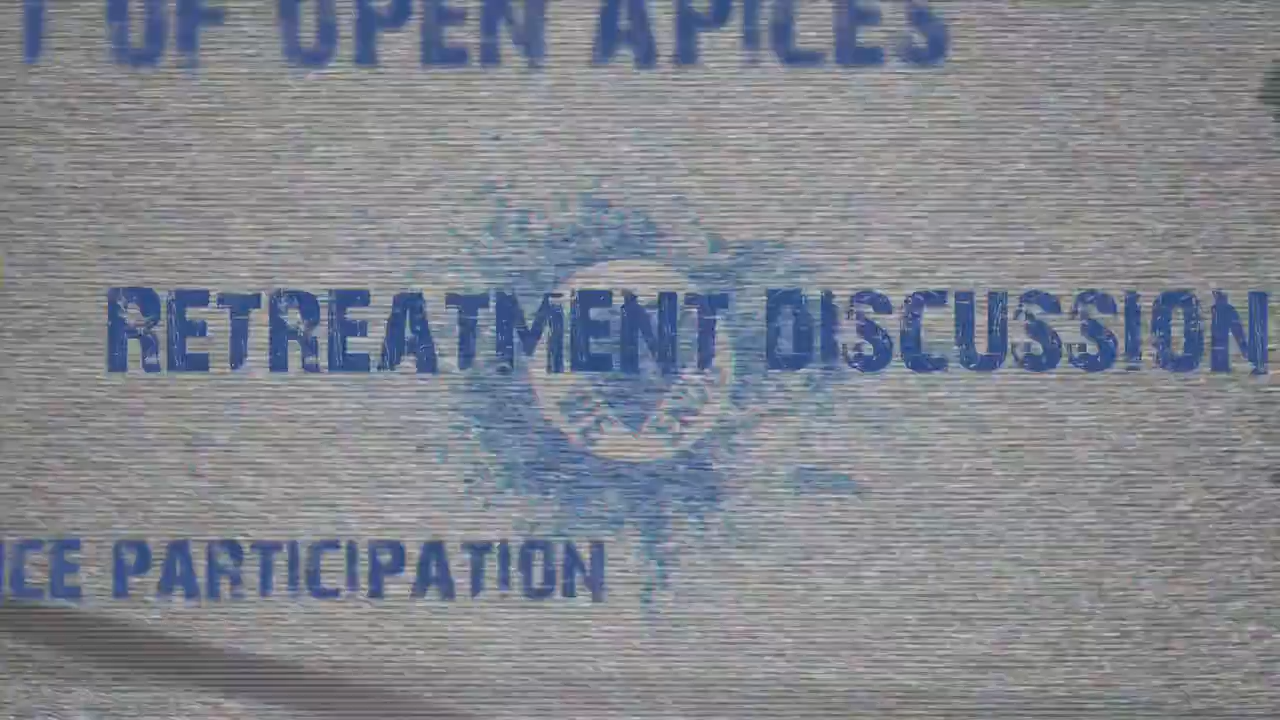 OF OPEN APICES
RETREATMENT DISCUSSION
PARTICIPATION